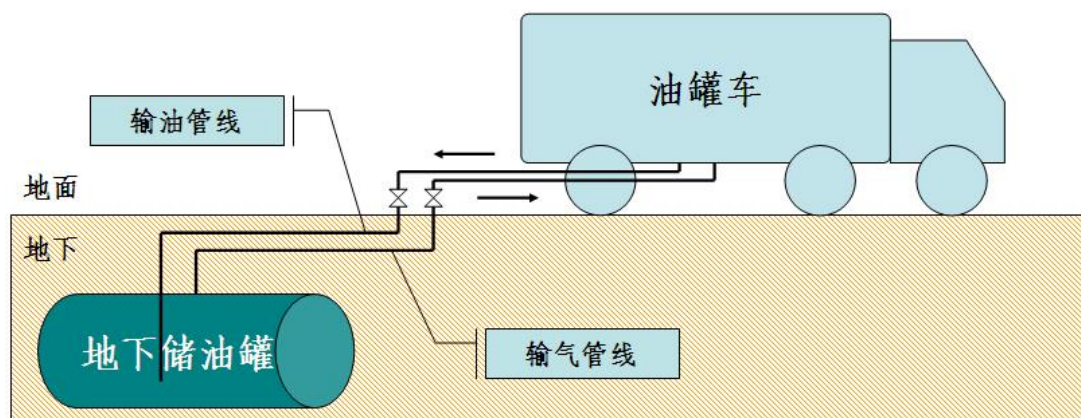 油罐车
输油管线
地面
地下
地下储油罐
输气管线